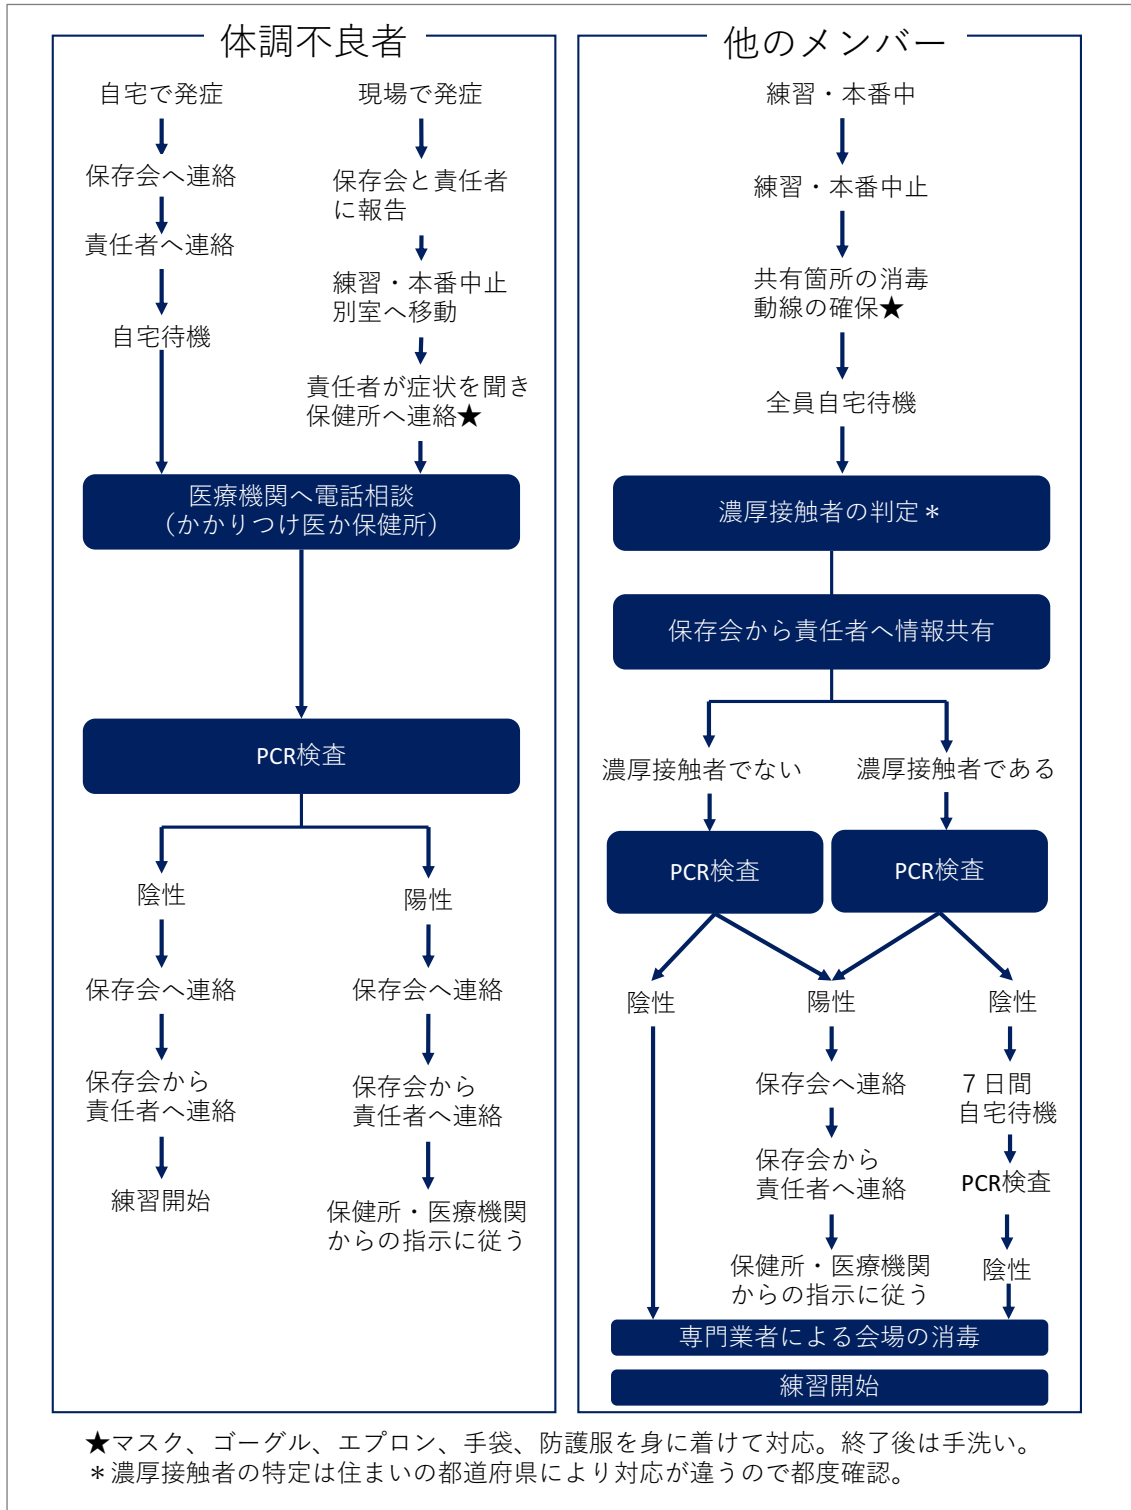 体調不良者
自宅で発症
保存会へ連絡
責任者へ連絡
自宅待機
現場で発症
保存会と責任者
に報告
練習・本番中止
別室へ移動
責任者が症状を聞き
保健所へ連絡★
医療機関へ電話相談
（かかりつけ医か保健所）
PCR検査
陰性
保存会へ連絡
保存会から
責任者へ連絡
練習開始
陽性
保存会へ連絡
保存会から
責任者へ連絡
保健所・医療機関
からの指示に従う
他のメンバー
練習・本番中
練習・本番中止
共有箇所の消毒
動線の確保★
全員自宅待機
濃厚接触者の判定＊
保存会から責任者へ情報共有
濃厚接触者でない
濃厚接触者である
PCR検査
PCR検査
陰性
陽性
保存会へ連絡
保存会から
責任者へ連絡
保健所・医療機関
からの指示に従う
陰性
７日間
自宅待機
PCR検査
陰性
専門業者による会場の消毒
練習開始
★マスク、ゴーグル、エプロン、手袋、防護服を身に着けて対応。終了後は手洗い。
＊濃厚接触者の特定は住まいの都道府県により対応が違うので都度確認。